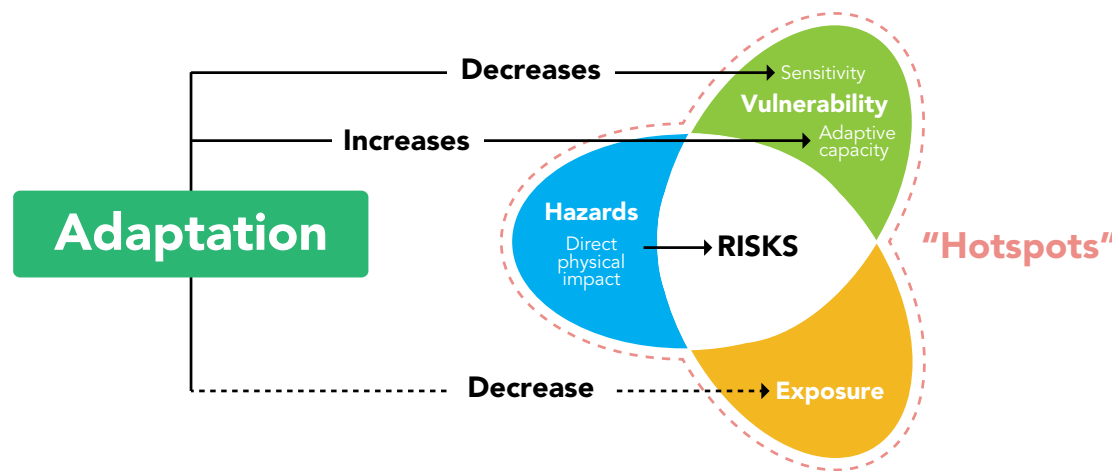 Decreases
Sensitivity
Vulnerability
Increases
Adaptive
capacity
Adaptation
Hazards
Direct
physical
impact
RISKS
"Hotspots"
Decrease
Exposure